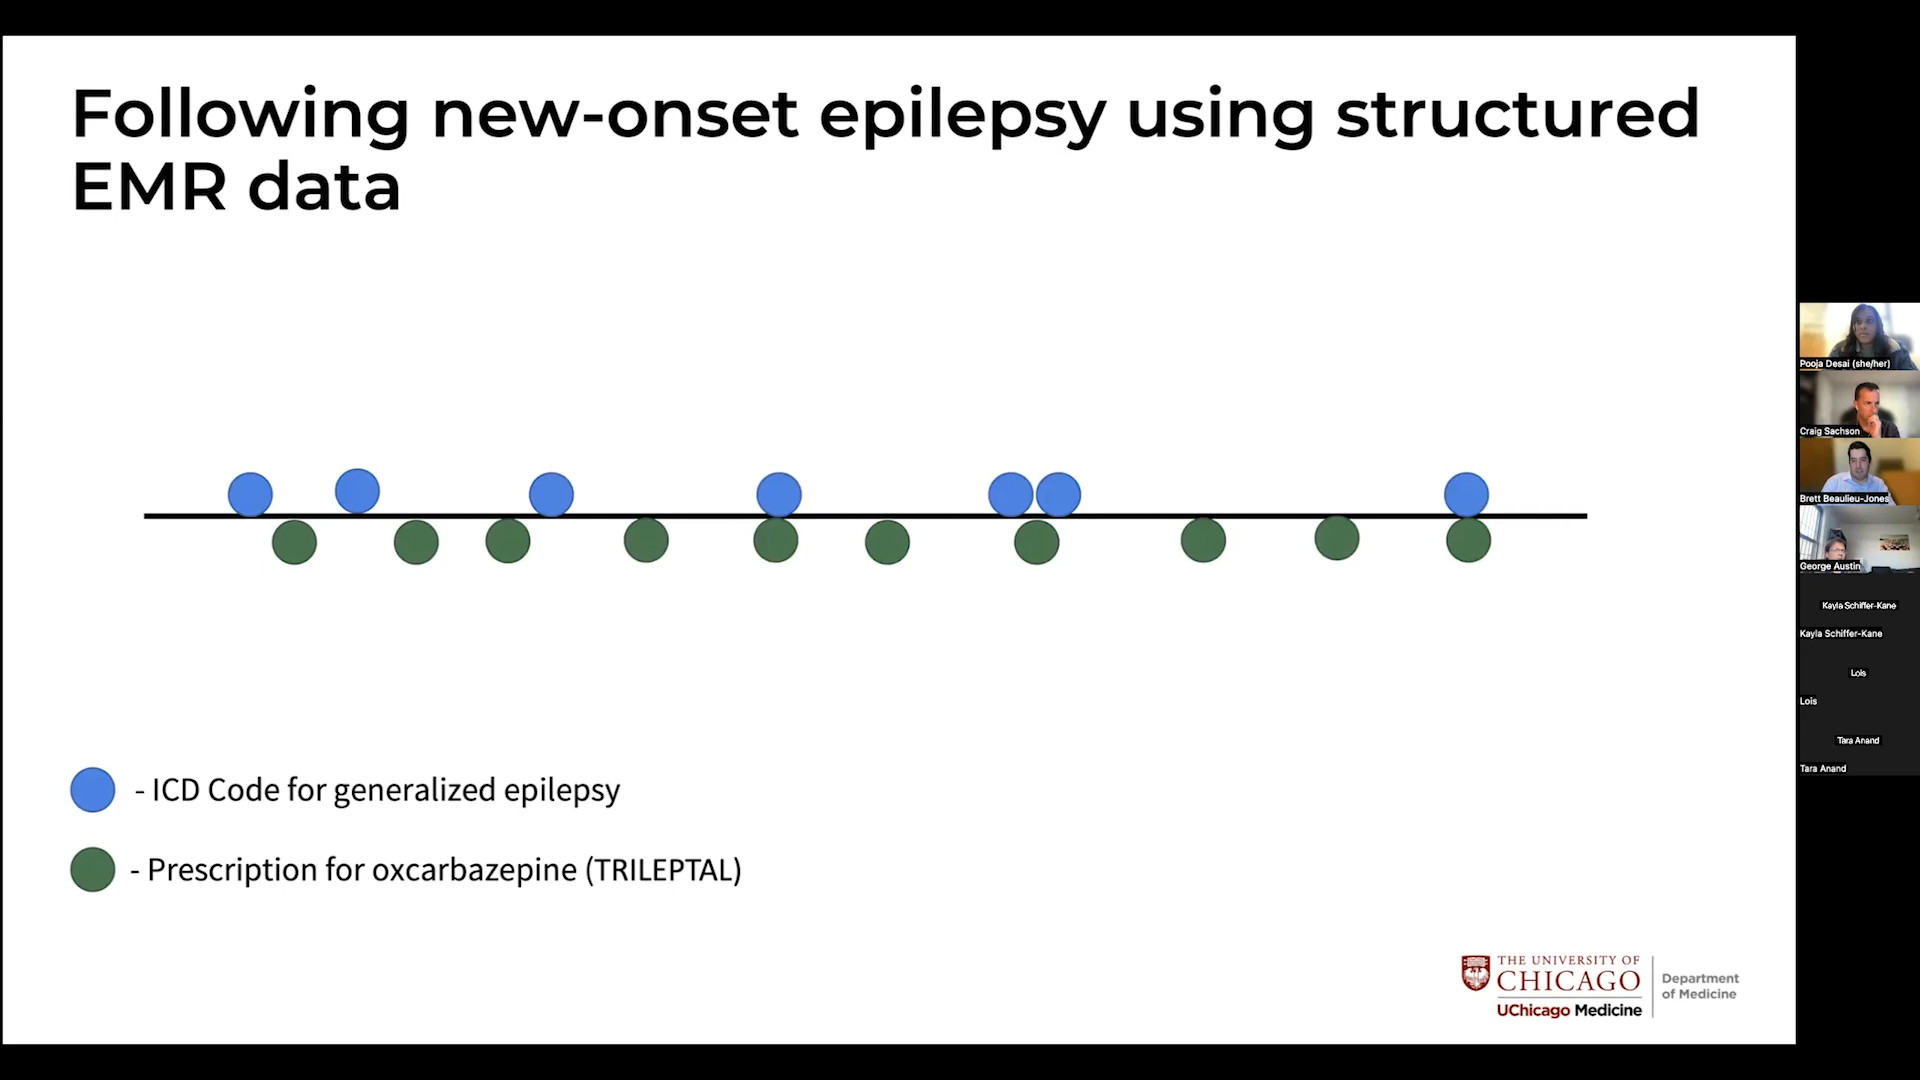 Following new-onset epilepsy using structured
EMR data
- ICD Code for generalized epilepsy
- Prescription for oxcarbazepine (TRILEPTAL)
THE UNIVERSITY OF
CHICAGO
UChicago Medicine
Department
of Medicine
Pooja Desai (she/her)
Craig Sachson
Brett Beaulieu-Jones
George Austin
Kayla Schiffer-Kane
Kayla Schiffer-Kane
Lois
Lois
Tara Anand
Tara Anand